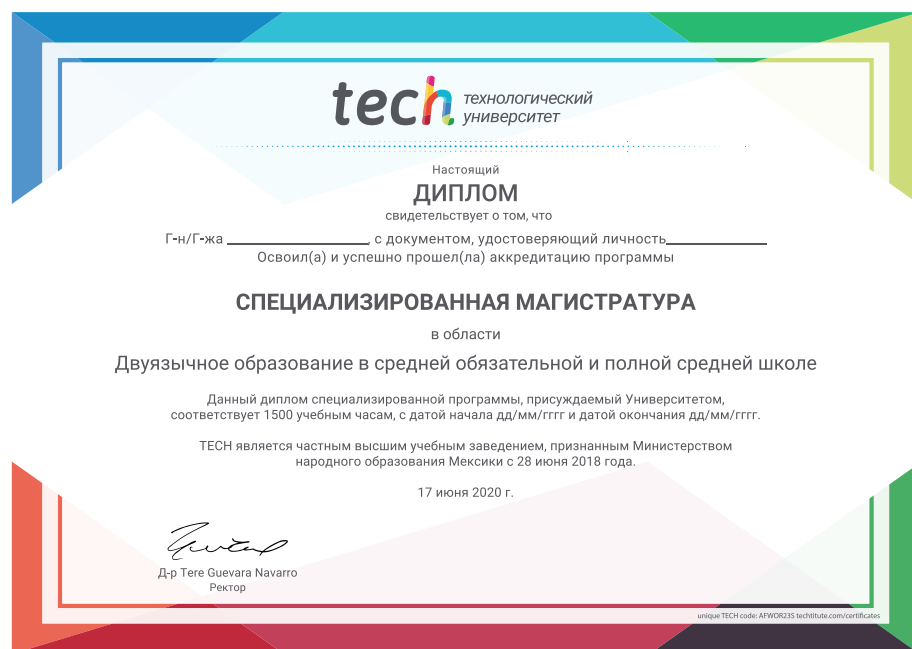 tech технологический
университет
Настоящий
ДИПЛОМ
свидетельствует о том, что
Г-н/Г-жа , с документом, удостоверяющий личность
Освоил(а) и успешно прошел(ла) аккредитацию программы
СПЕЦИАЛИЗИРОВАННАЯ МАГИСТРАТУРА
в области
Двуязычное образование в средней обязательной и полной средней школе
Данный диплом специализированной программы, присуждаемый Университетом,
соответствует 1500 учебным часам, с датой начала дд/мм/гггг и датой окончания дд/мм/гггг.
TECH является частным высшим учебным заведением, признанным Министерством
народного образования Мексики с 28 июня 2018 года.
17 июня 2020 г.
Д-р Tere Guevara Navarro
Ректор
unique TECH code: AFWOR23S techtitute.com/certificates